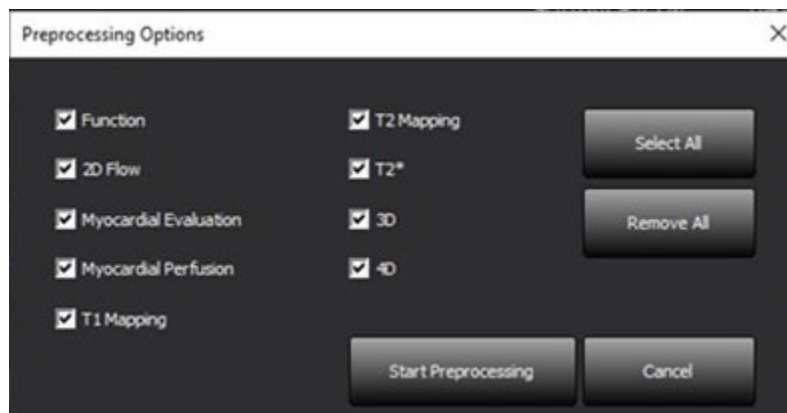 Preprocessing Options
Function
2D Flow
Myocardial Evaluation
Myocardial Perfusion
T1 Mapping
T2 Mapping
T2*
3D
4D
Select All
Remove All
Start Preprocessing
Cancel